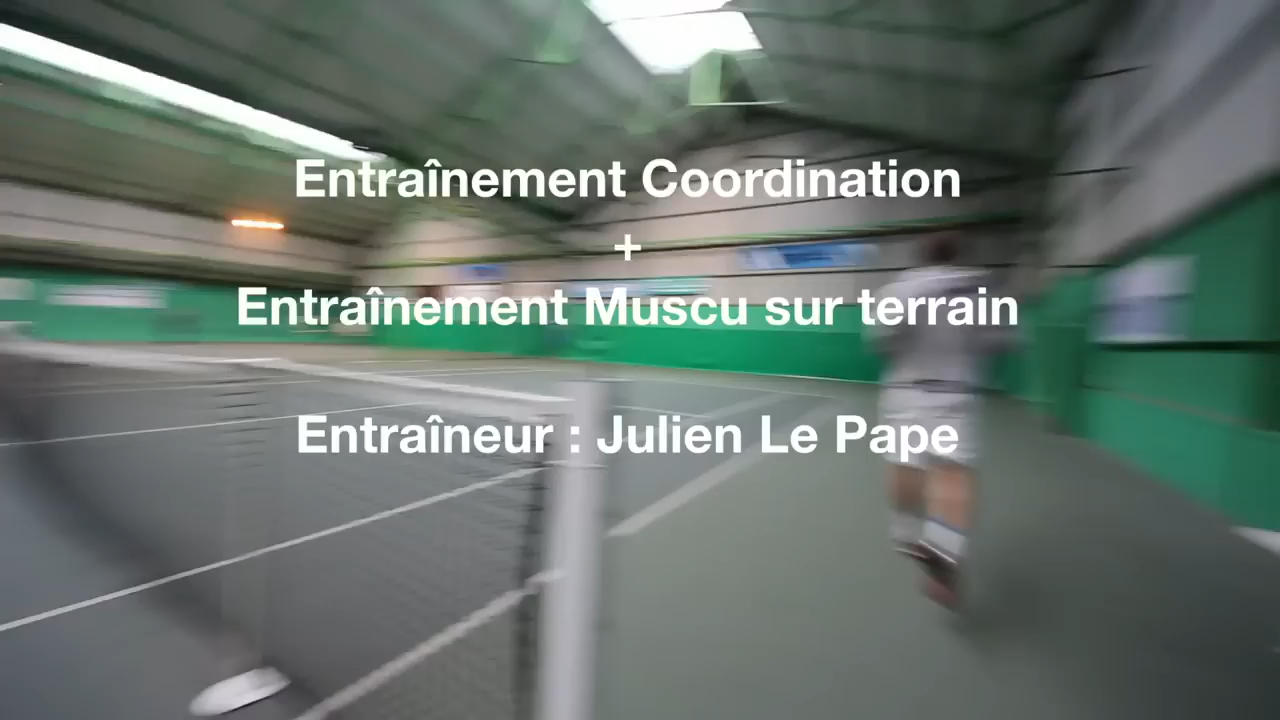 Entraînement Coordination
+
Entraînement Muscu sur terrain
Entraîneur : Julien Le Pape